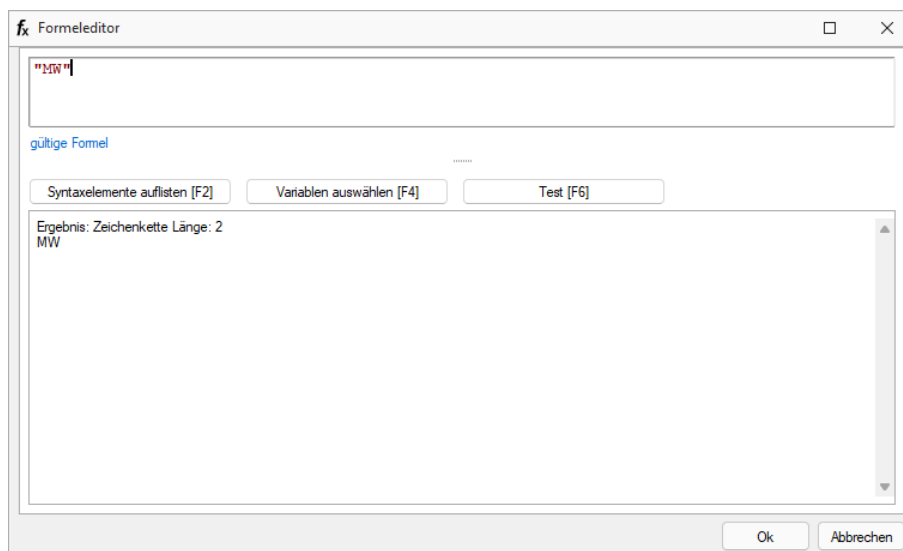 fx Formeleditor
"MW"
gültige Formel
Syntaxelemente auflisten [F2] Variablen auswählen [F4] Test [F6]
Ergebnis: Zeichenkette Länge: 2
MW
Ok Abbrechen